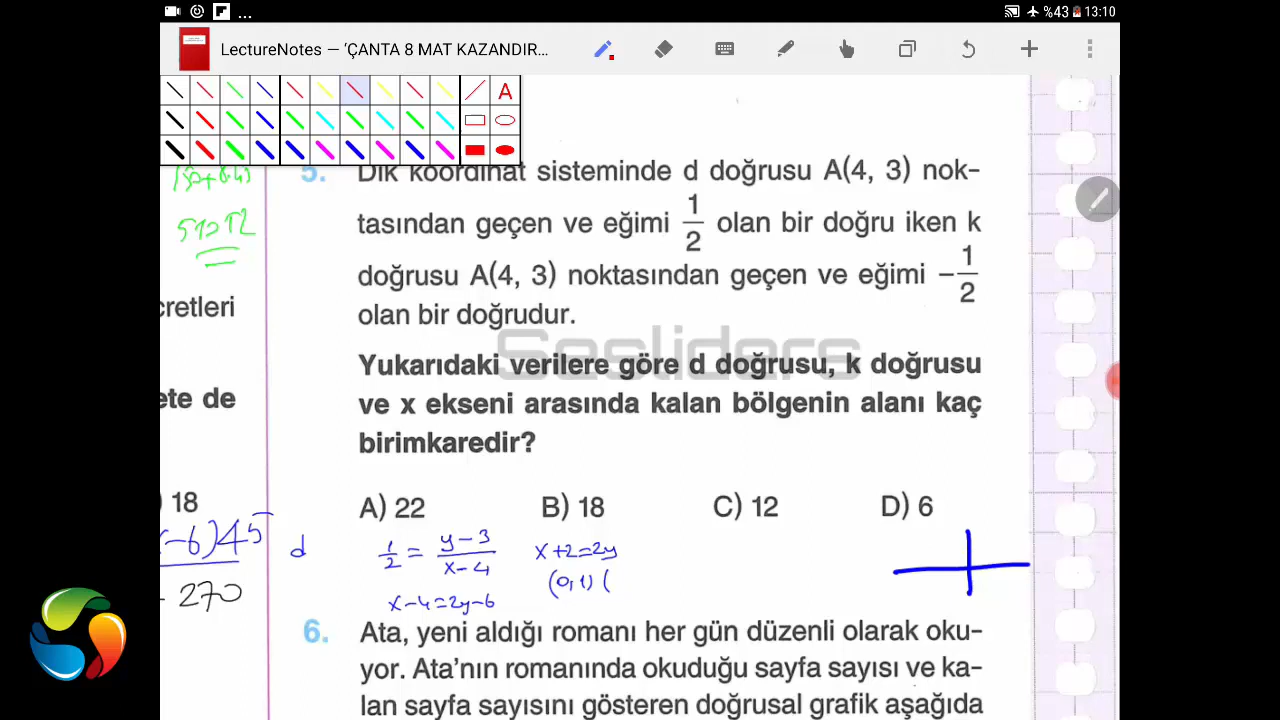 ...
%43 13:10
LectureNotes — ‘ÇANTA 8 MAT KAZANDIR...
A
5. Dik koordinat sisteminde d doğrusu A(4, 3) nok-
tasından geçen ve eğimi 1/2 olan bir doğru iken k
doğrusu A(4, 3) noktasından geçen ve eğimi -1/2
olan bir doğrudur.
Sesliders
Yukarıdaki verilere göre d doğrusu, k doğrusu
ve x ekseni arasında kalan bölgenin alanı kaç
birimkaredir?
A) 22 B) 18 C) 12 D) 6
d 1/2 = y-3/x-4 x+2=2y
x-4=2y-6 (0,1) (
6. Ata, yeni aldığı romanı her gün düzenli olarak oku-
yor. Ata’nın romanında okuduğu sayfa sayısı ve ka-
lan sayfa sayısını gösteren doğrusal grafik aşağıda
cretleri
ete de
) 18
-6)45
270